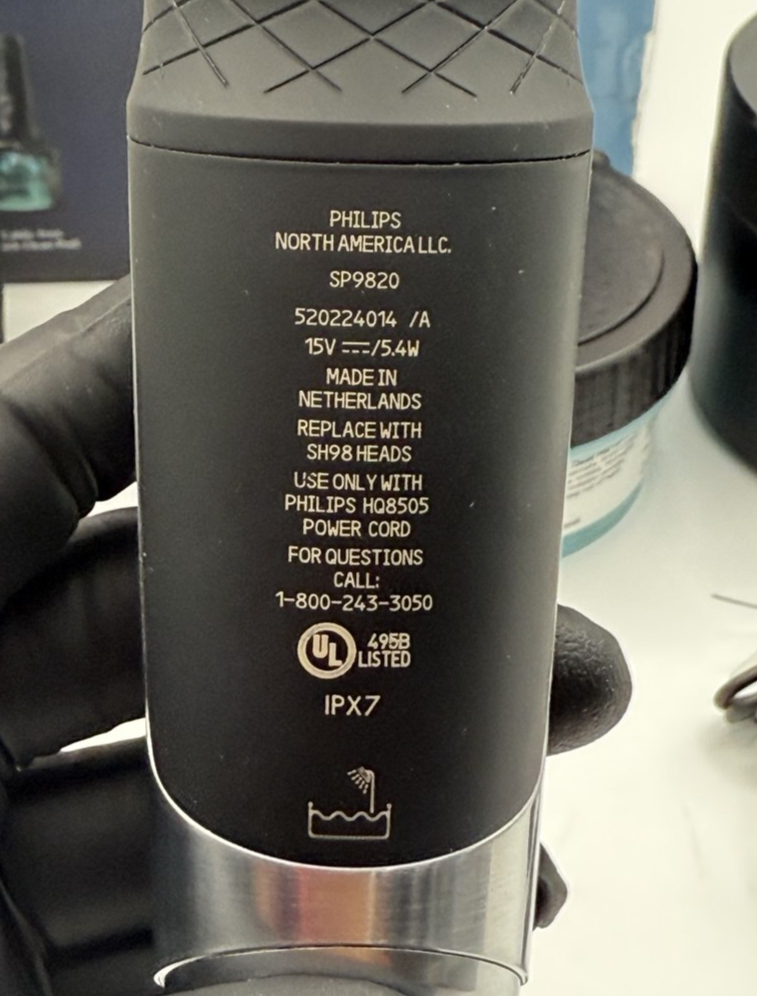 PHILIPS
NORTH AMERICA LLC.
SP9820
520224014 /A
15V ⎓/5.4W
MADE IN
NETHERLANDS
REPLACE WITH
SH98 HEADS
USE ONLY WITH
PHILIPS HQ8505
POWER CORD
FOR QUESTIONS
CALL:
1-800-243-3050
UL 495B
LISTED
IPX7